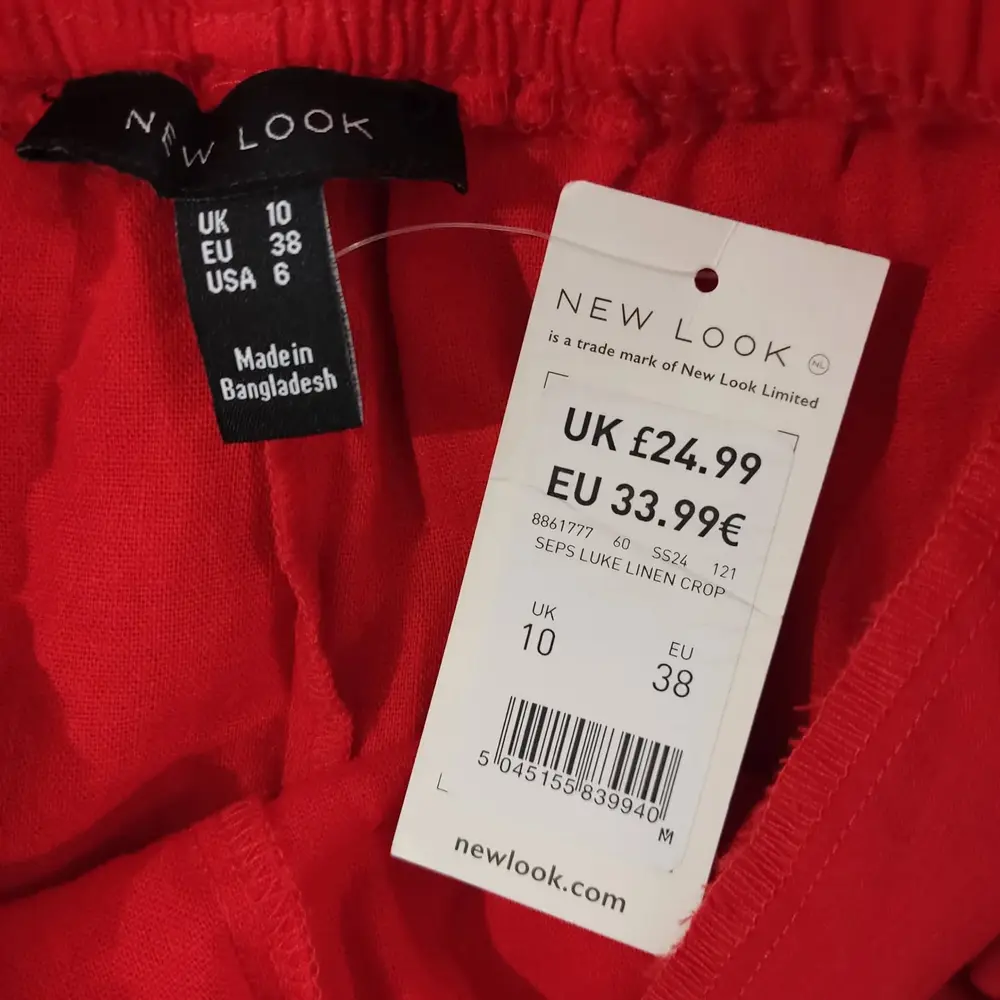 NEW LOOK
UK 10
EU 38
USA 6
Made in
Bangladesh
NEW LOOK NL
is a trade mark of New Look Limited
UK £24.99
EU 33.99€
8861777 60 SS24 121
SEPS LUKE LINEN CROP
UK
10
EU
38
5 045155 839940
M
newlook.com